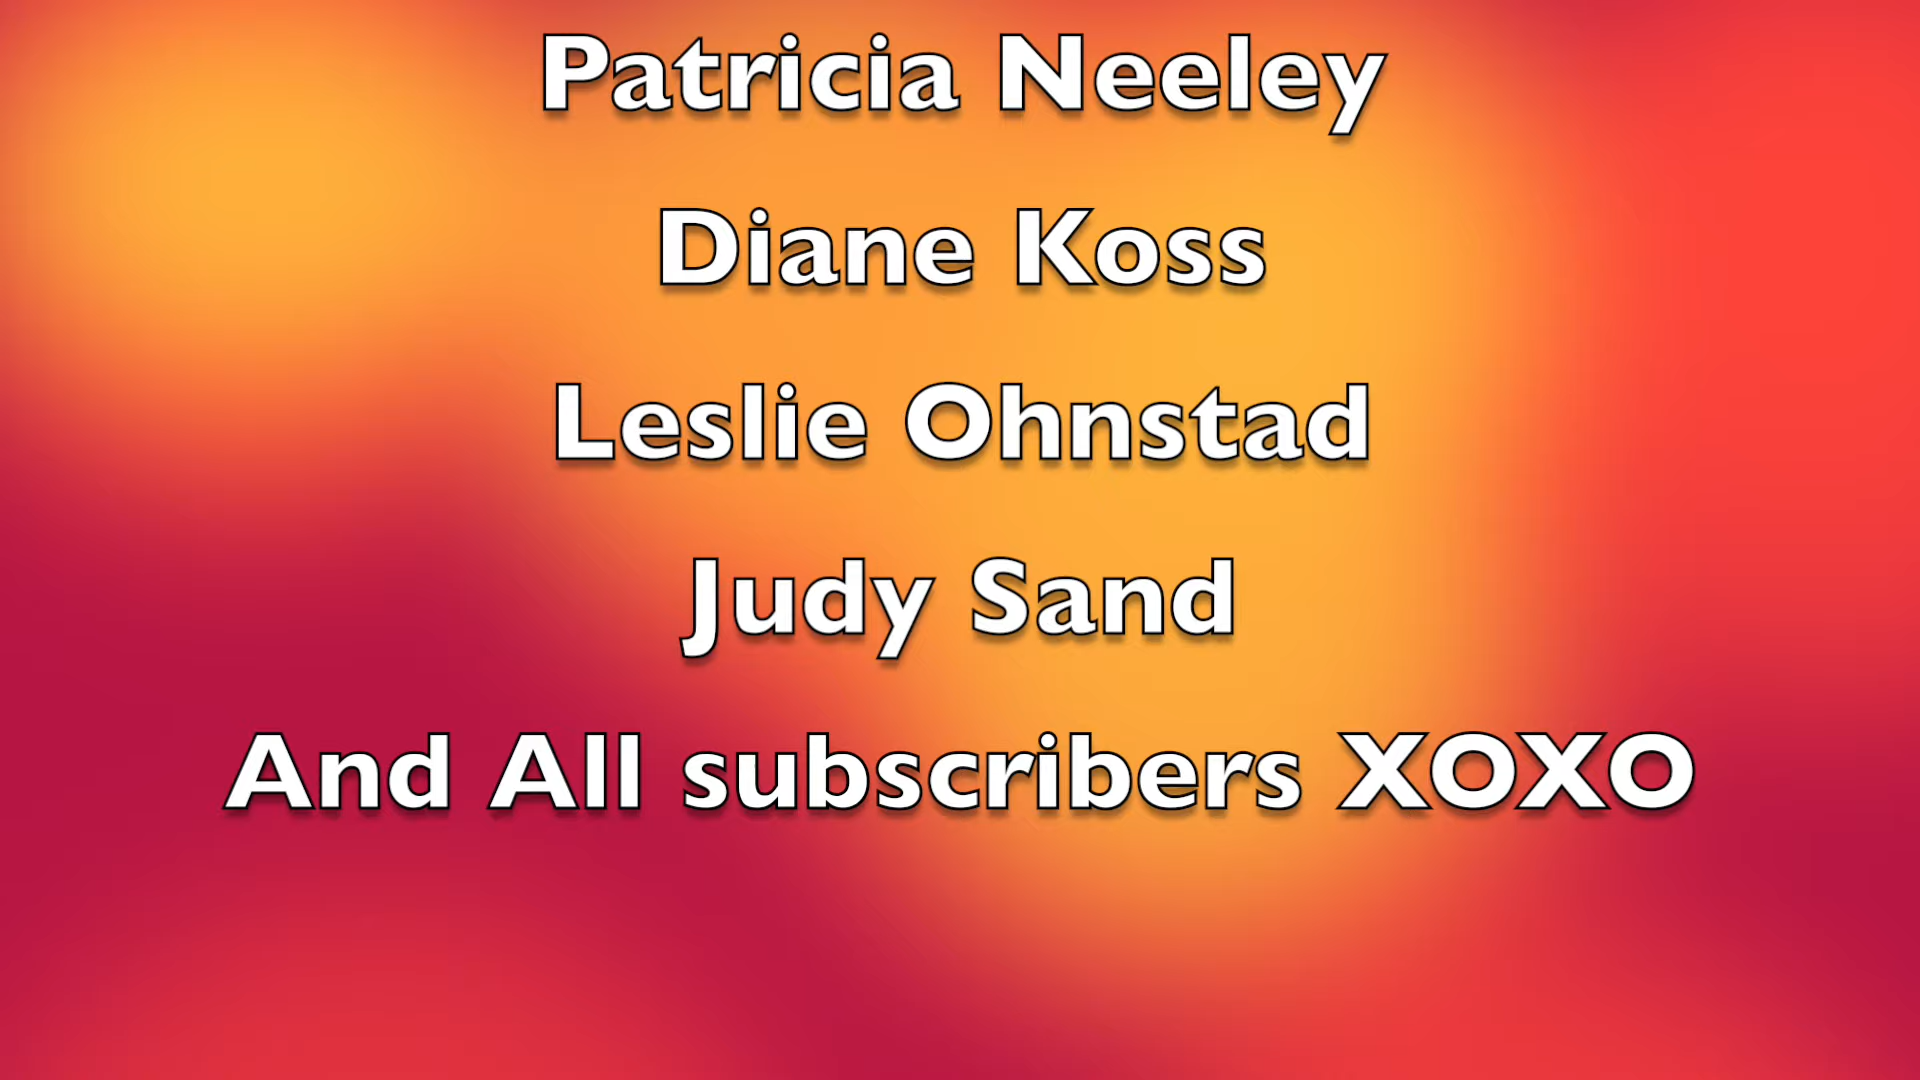 Patricia Neeley
Diane Koss
Leslie Ohnstad
Judy Sand
And All subscribers XOXO